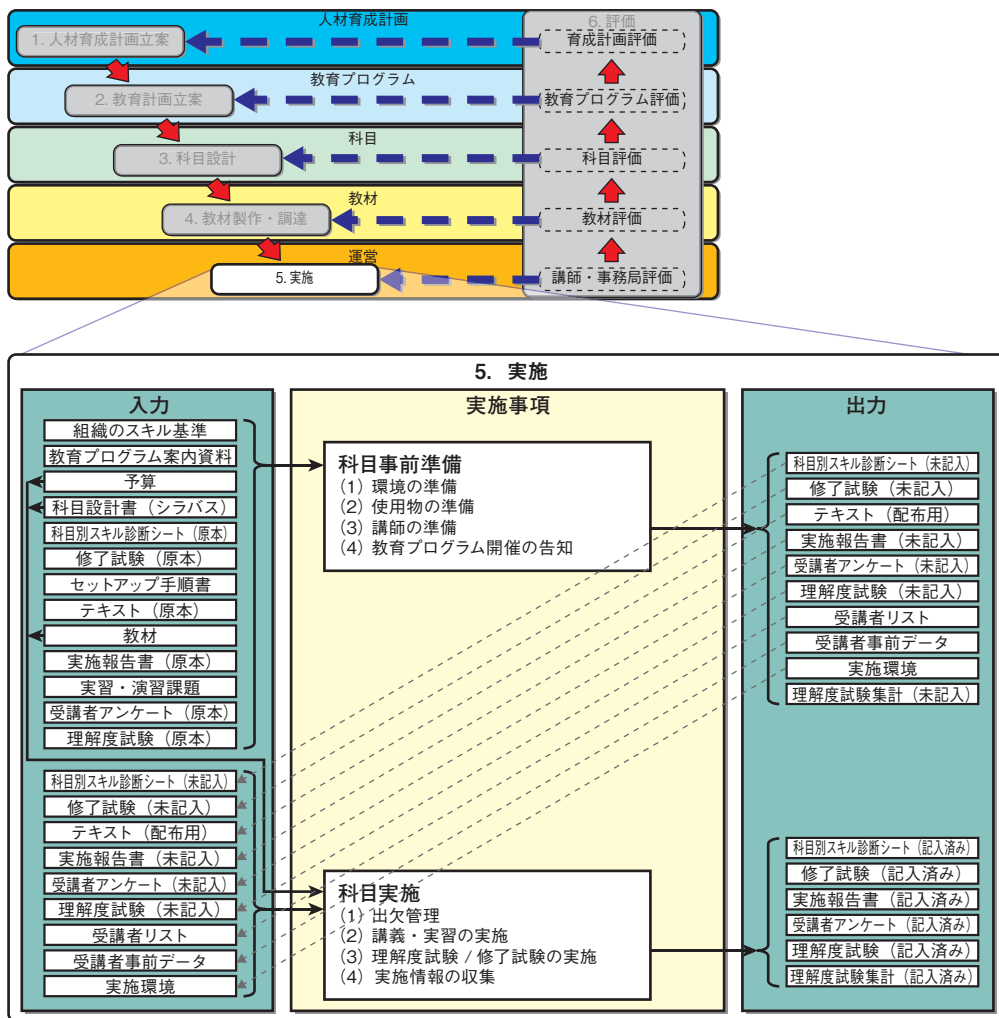 人材育成計画
6. 評価
1. 人材育成計画立案
育成計画評価
教育プログラム
2. 教育計画立案
教育プログラム評価
科目
3. 科目設計
科目評価
教材
4. 教材製作・調達
教材評価
運営
5. 実施
講師・事務局評価
5. 実施
入力
組織のスキル基準
教育プログラム案内資料
予算
科目設計書（シラバス）
科目別スキル診断シート（原本）
修了試験（原本）
セットアップ手順書
テキスト（原本）
教材
実施報告書（原本）
実習・演習課題
受講者アンケート（原本）
理解度試験（原本）
科目別スキル診断シート（未記入）
修了試験（未記入）
テキスト（配布用）
実施報告書（未記入）
受講者アンケート（未記入）
理解度試験（未記入）
受講者リスト
受講者事前データ
実施環境
実施事項
科目事前準備
(1) 環境の準備
(2) 使用物の準備
(3) 講師の準備
(4) 教育プログラム開催の告知
科目実施
(1) 出欠管理
(2) 講義・実習の実施
(3) 理解度試験 / 修了試験の実施
(4) 実施情報の収集
出力
科目別スキル診断シート（未記入）
修了試験（未記入）
テキスト（配布用）
実施報告書（未記入）
受講者アンケート（未記入）
理解度試験（未記入）
受講者リスト
受講者事前データ
実施環境
理解度試験集計（未記入）
科目別スキル診断シート（記入済み）
修了試験（記入済み）
実施報告書（記入済み）
受講者アンケート（記入済み）
理解度試験（記入済み）
理解度試験集計（記入済み）